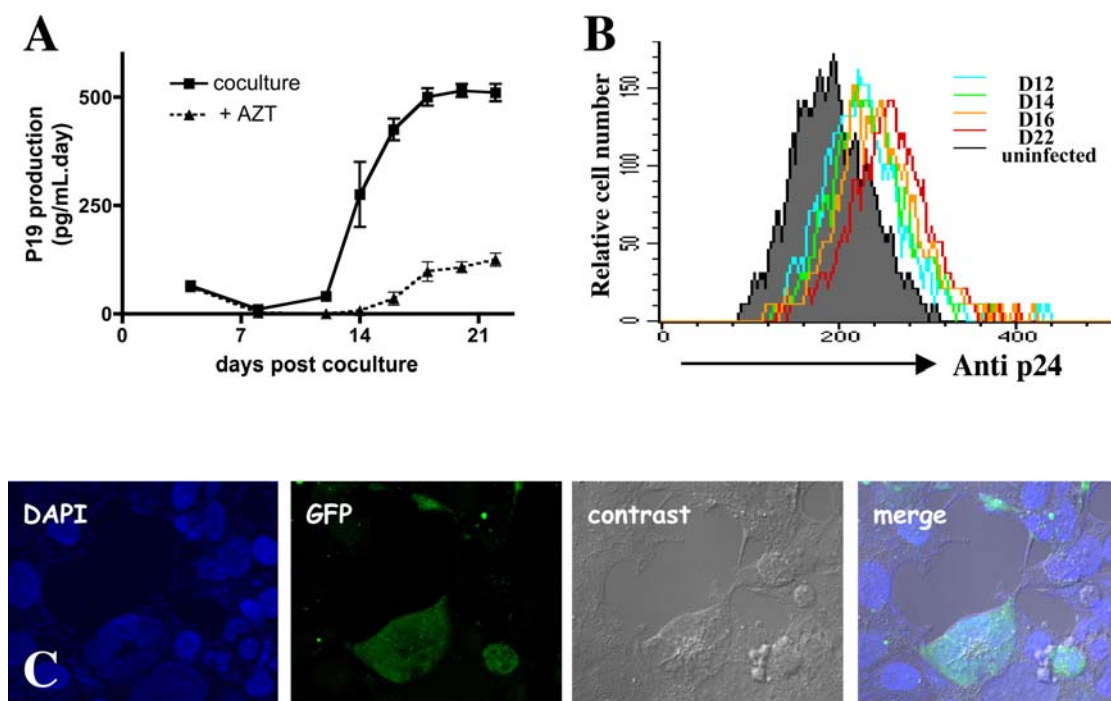 A
P19 production
(pg/mL.day)
500
250
0
0
7
14
21
days post coculture
coculture
+ AZT
B
Relative cell number
150
100
50
0
0
200
400
Anti p24
D12
D14
D16
D22
uninfected
DAPI
C
GFP
contrast
merge